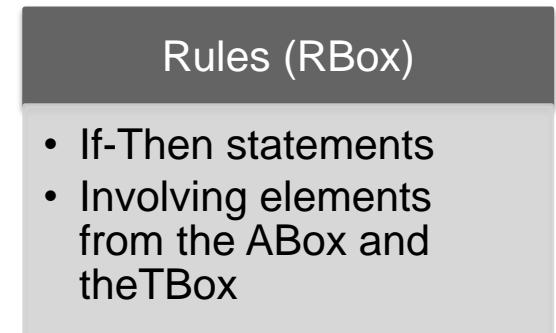 Rules (RBox)
• If-Then statements
• Involving elements
from the ABox and
theTBox